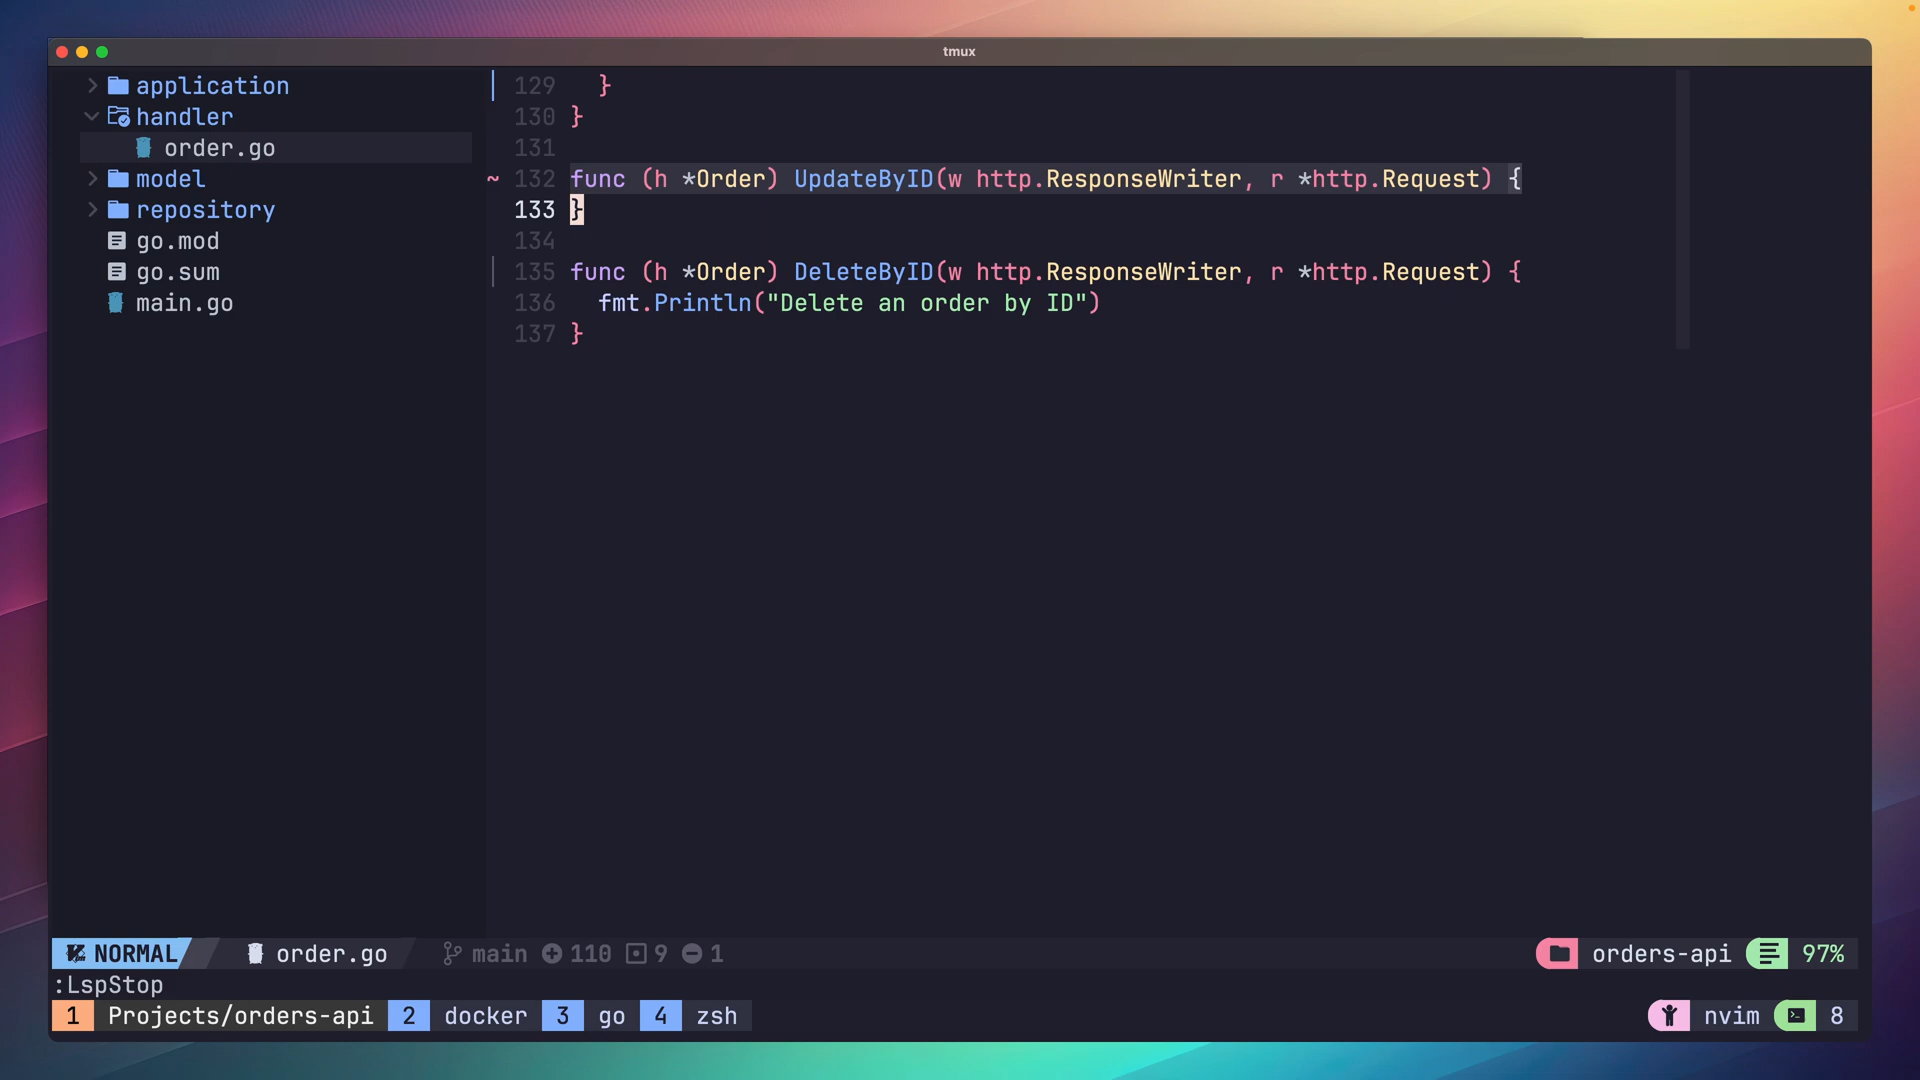 tmux
application
handler
order.go
model
repository
go.mod
go.sum
main.go
129   }
130 }
131
~ 132 func (h *Order) UpdateByID(w http.ResponseWriter, r *http.Request) {
133 }
134
135 func (h *Order) DeleteByID(w http.ResponseWriter, r *http.Request) {
136   fmt.Println("Delete an order by ID")
137 }
NORMAL order.go main 110 9 1 orders-api 97%
:LspStop
1 Projects/orders-api 2 docker 3 go 4 zsh nvim 8